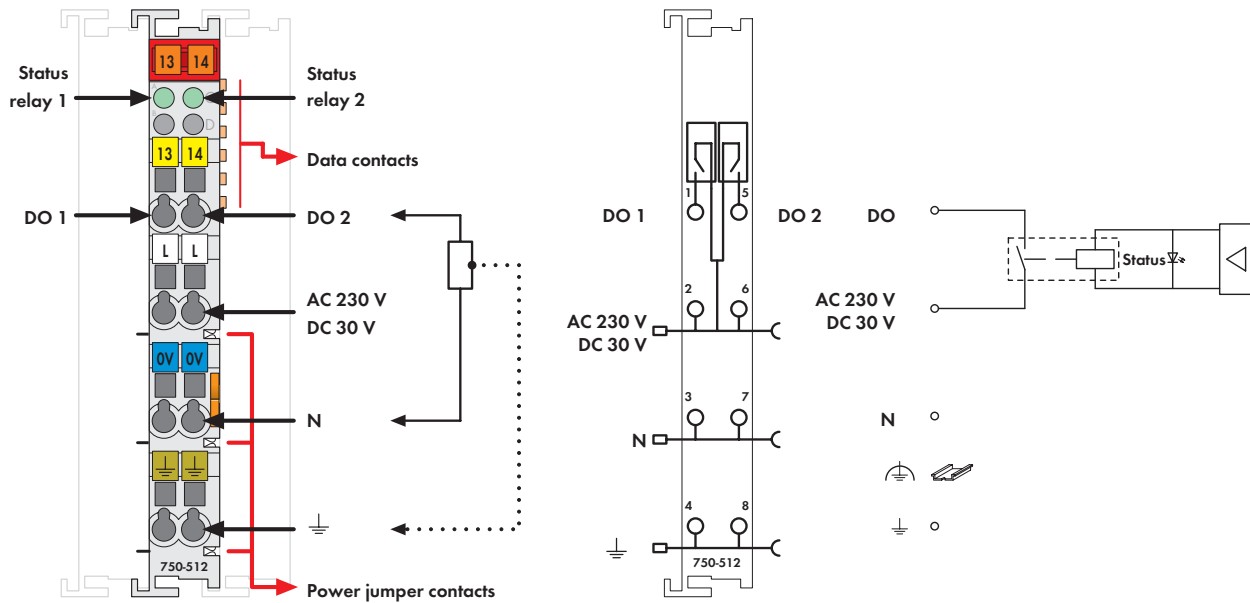 13 14
Status
relay 1
Status
relay 2
13 14
Data contacts
DO 1
DO 2
L L
AC 230 V
DC 30 V
0V 0V
N
750-512
Power jumper contacts
1 5
DO 1
DO 2
2 6
AC 230 V
DC 30 V
3 7
N
4 8
750-512
DO
Status
AC 230 V
DC 30 V
N